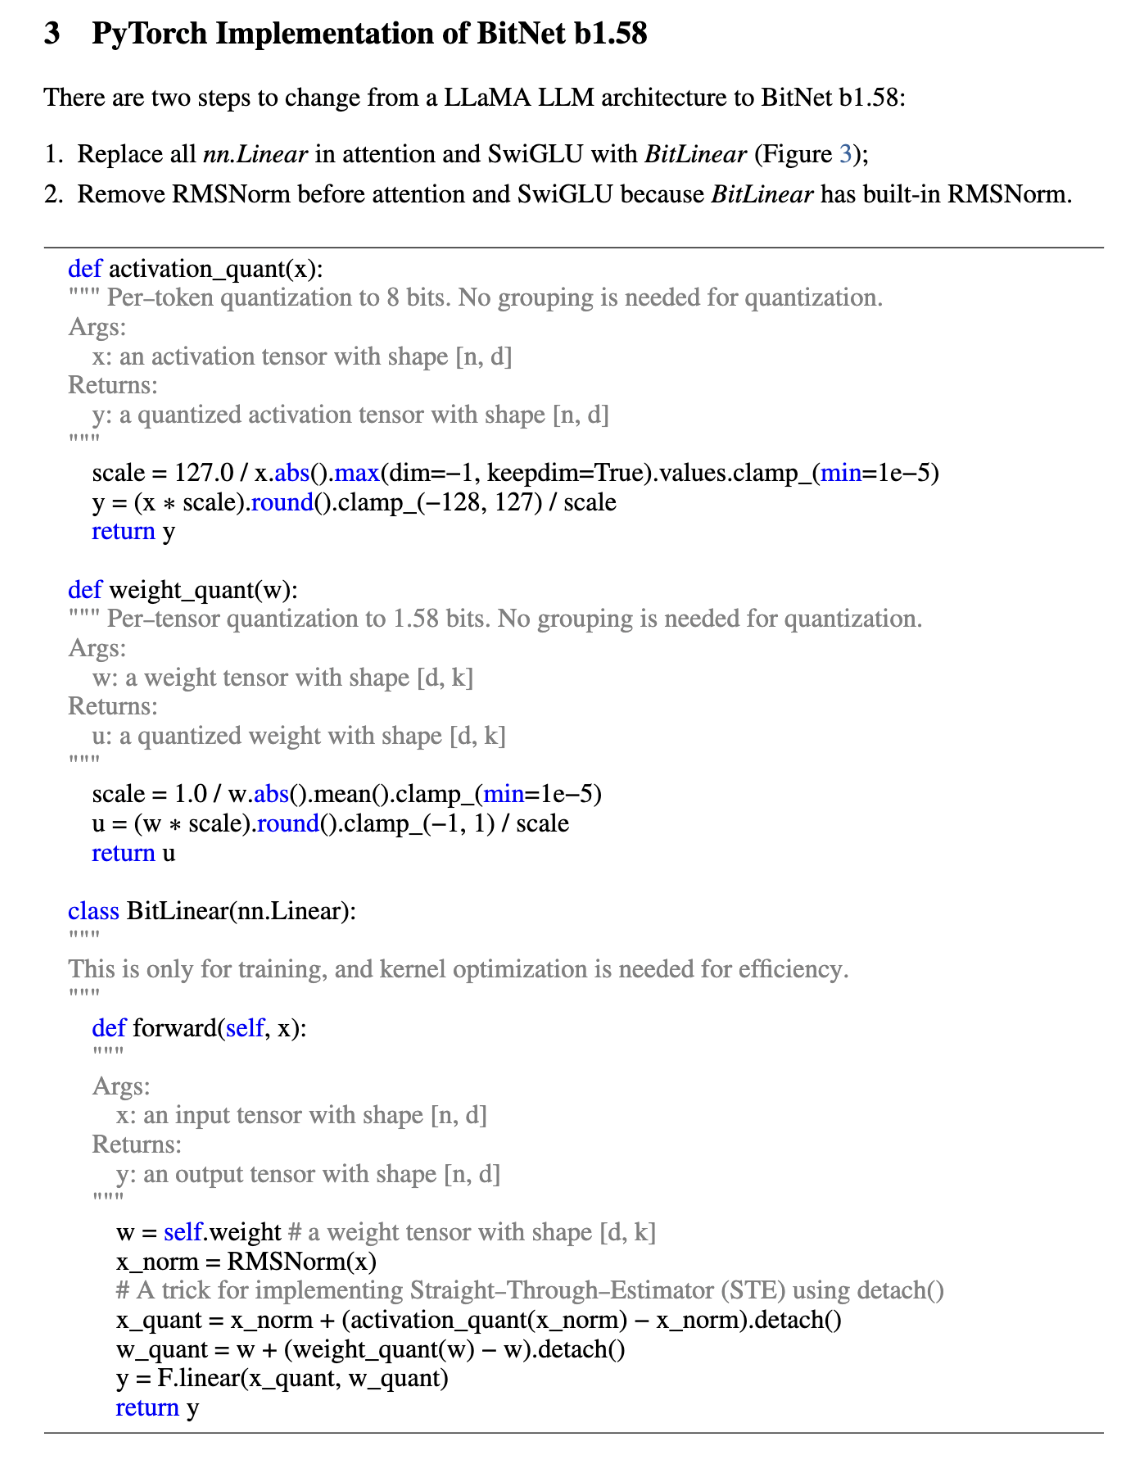 3 PyTorch Implementation of BitNet b1.58
There are two steps to change from a LLaMA LLM architecture to BitNet b1.58:
1. Replace all nn.Linear in attention and SwiGLU with BitLinear (Figure 3);
2. Remove RMSNorm before attention and SwiGLU because BitLinear has built-in RMSNorm.
def activation_quant(x):
""" Per–token quantization to 8 bits. No grouping is needed for quantization.
Args:
x: an activation tensor with shape [n, d]
Returns:
y: a quantized activation tensor with shape [n, d]
"""
scale = 127.0 / x.abs().max(dim=−1, keepdim=True).values.clamp_(min=1e−5)
y = (x * scale).round().clamp_(−128, 127) / scale
return y
def weight_quant(w):
""" Per–tensor quantization to 1.58 bits. No grouping is needed for quantization.
Args:
w: a weight tensor with shape [d, k]
Returns:
u: a quantized weight with shape [d, k]
"""
scale = 1.0 / w.abs().mean().clamp_(min=1e−5)
u = (w * scale).round().clamp_(−1, 1) / scale
return u
class BitLinear(nn.Linear):
"""
This is only for training, and kernel optimization is needed for efficiency.
"""
def forward(self, x):
"""
Args:
x: an input tensor with shape [n, d]
Returns:
y: an output tensor with shape [n, d]
"""
w = self.weight # a weight tensor with shape [d, k]
x_norm = RMSNorm(x)
# A trick for implementing Straight–Through–Estimator (STE) using detach()
x_quant = x_norm + (activation_quant(x_norm) − x_norm).detach()
w_quant = w + (weight_quant(w) − w).detach()
y = F.linear(x_quant, w_quant)
return y